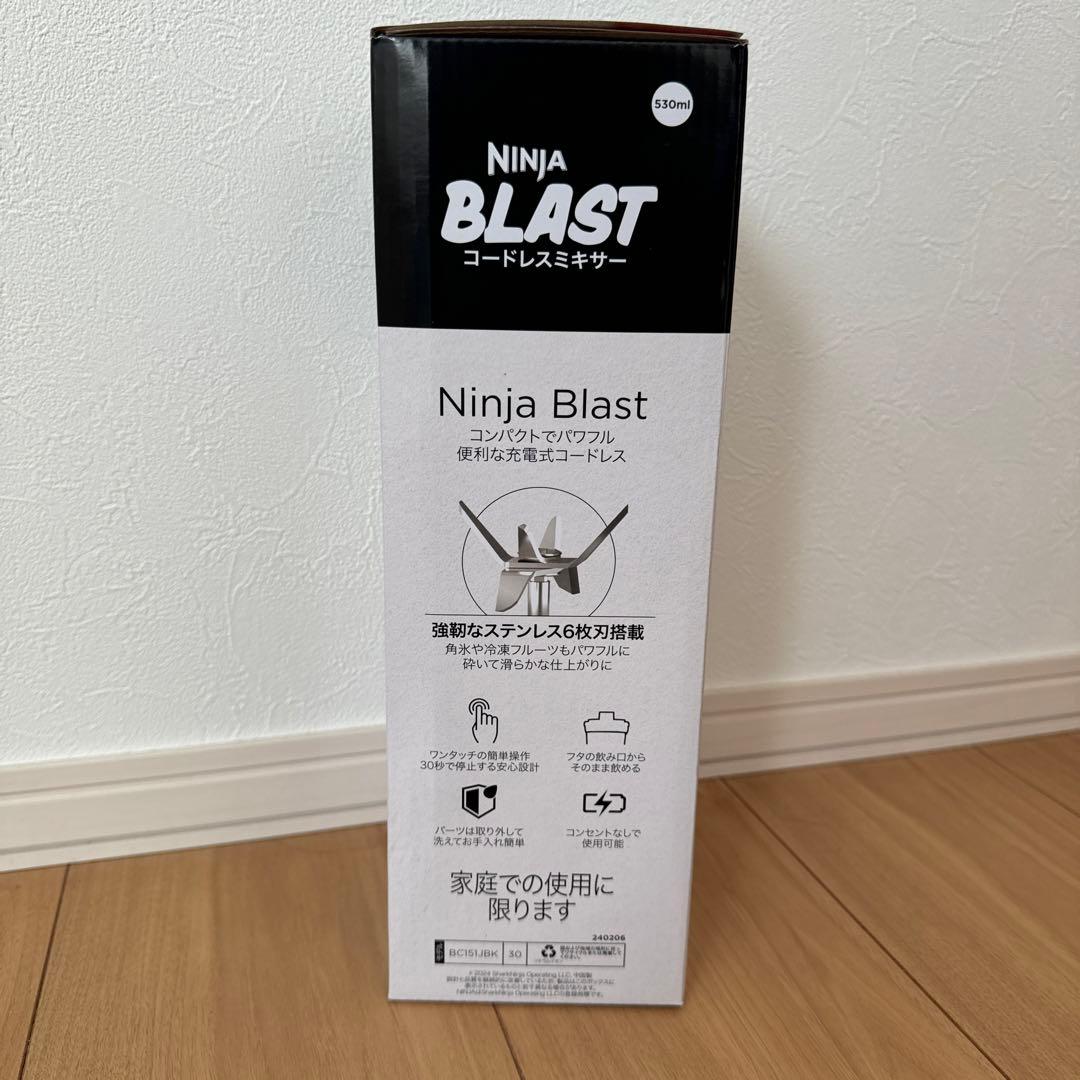 530ml
NINJA
BLAST
コードレスミキサー
Ninja Blast
コンパクトでパワフル
便利な充電式コードレス
強靭なステンレス6枚刃搭載
角氷や冷凍フルーツもパワフルに
砕いて滑らかな仕上がりに
ワンタッチの簡単操作
30秒で停止する安心設計
フタの飲み口から
そのまま飲める
パーツは取り外して
洗えてお手入れ簡単
コンセントなしで
使用可能
家庭での使用に
限ります
240206
BC151JBK
30
© 2024 SharkNinja Operating LLC. 中国製